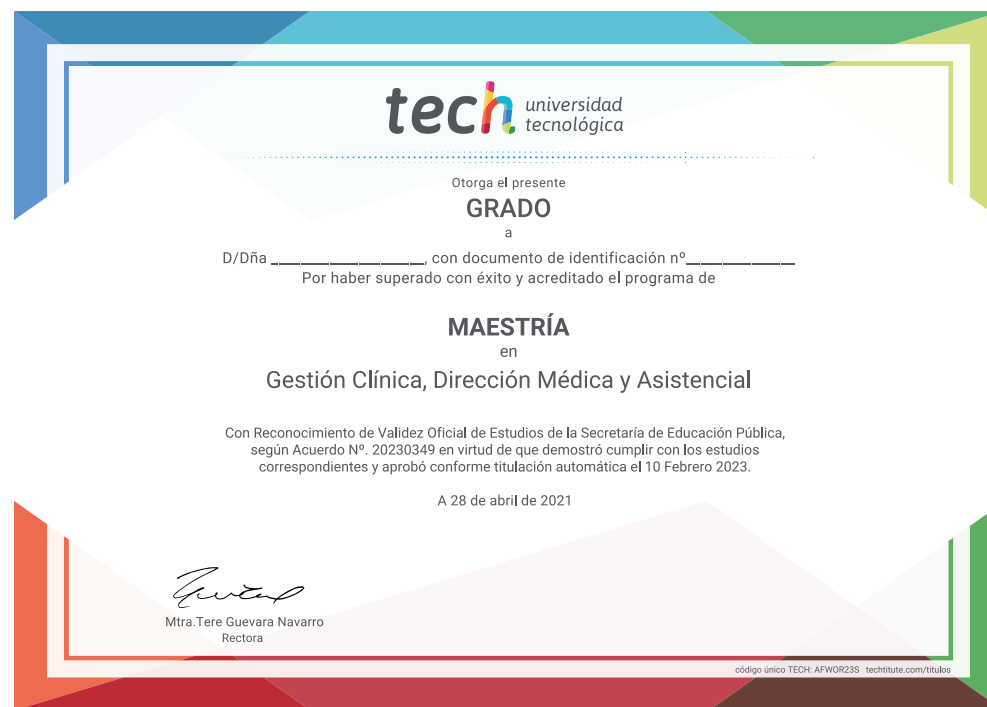 tech universidad
tecnológica
Otorga el presente
GRADO
a
D/Dña ______________________, con documento de identificación nº________________
Por haber superado con éxito y acreditado el programa de
MAESTRÍA
en
Gestión Clínica, Dirección Médica y Asistencial
Con Reconocimiento de Validez Oficial de Estudios de la Secretaría de Educación Pública,
según Acuerdo Nº. 20230349 en virtud de que demostró cumplir con los estudios
correspondientes y aprobó conforme titulación automática el 10 Febrero 2023.
A 28 de abril de 2021
Mtra.Tere Guevara Navarro
Rectora
código único TECH: AFWOR23S techtitute.com/titulos